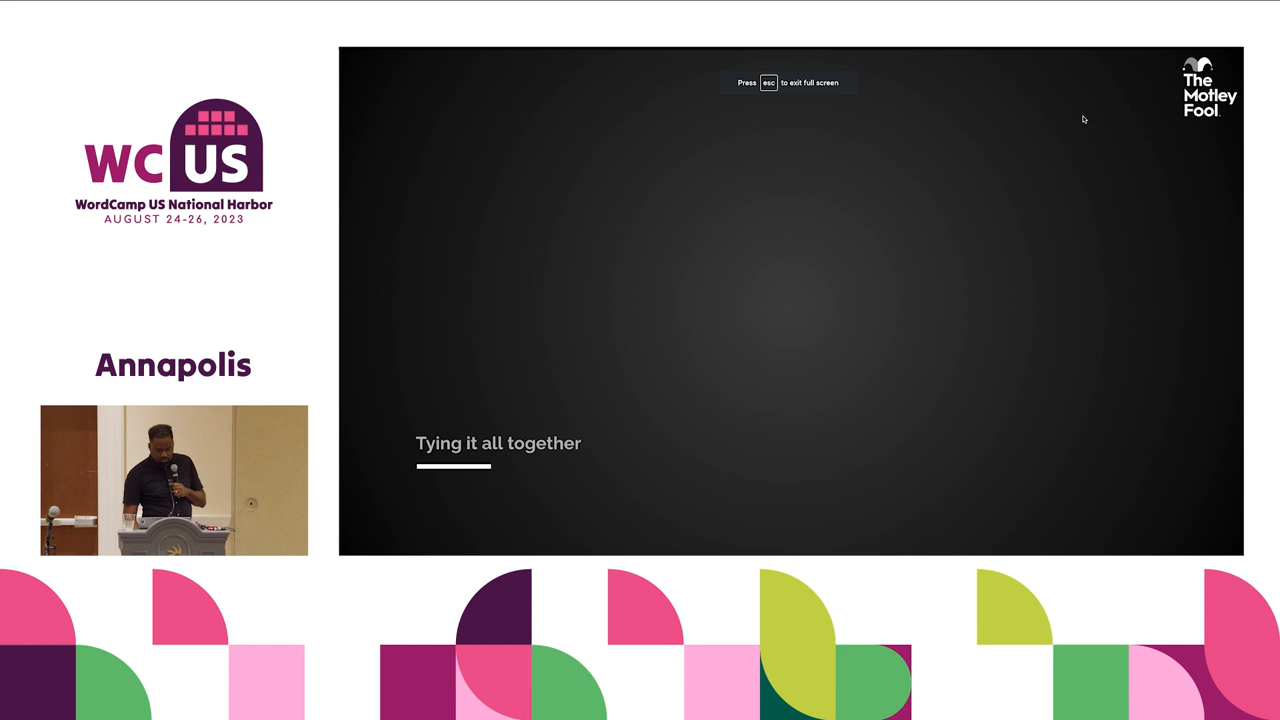 WC US
WordCamp US National Harbor
AUGUST 24-26, 2023
Annapolis
Press esc to exit full screen
The
Motley
Fool.
Tying it all together